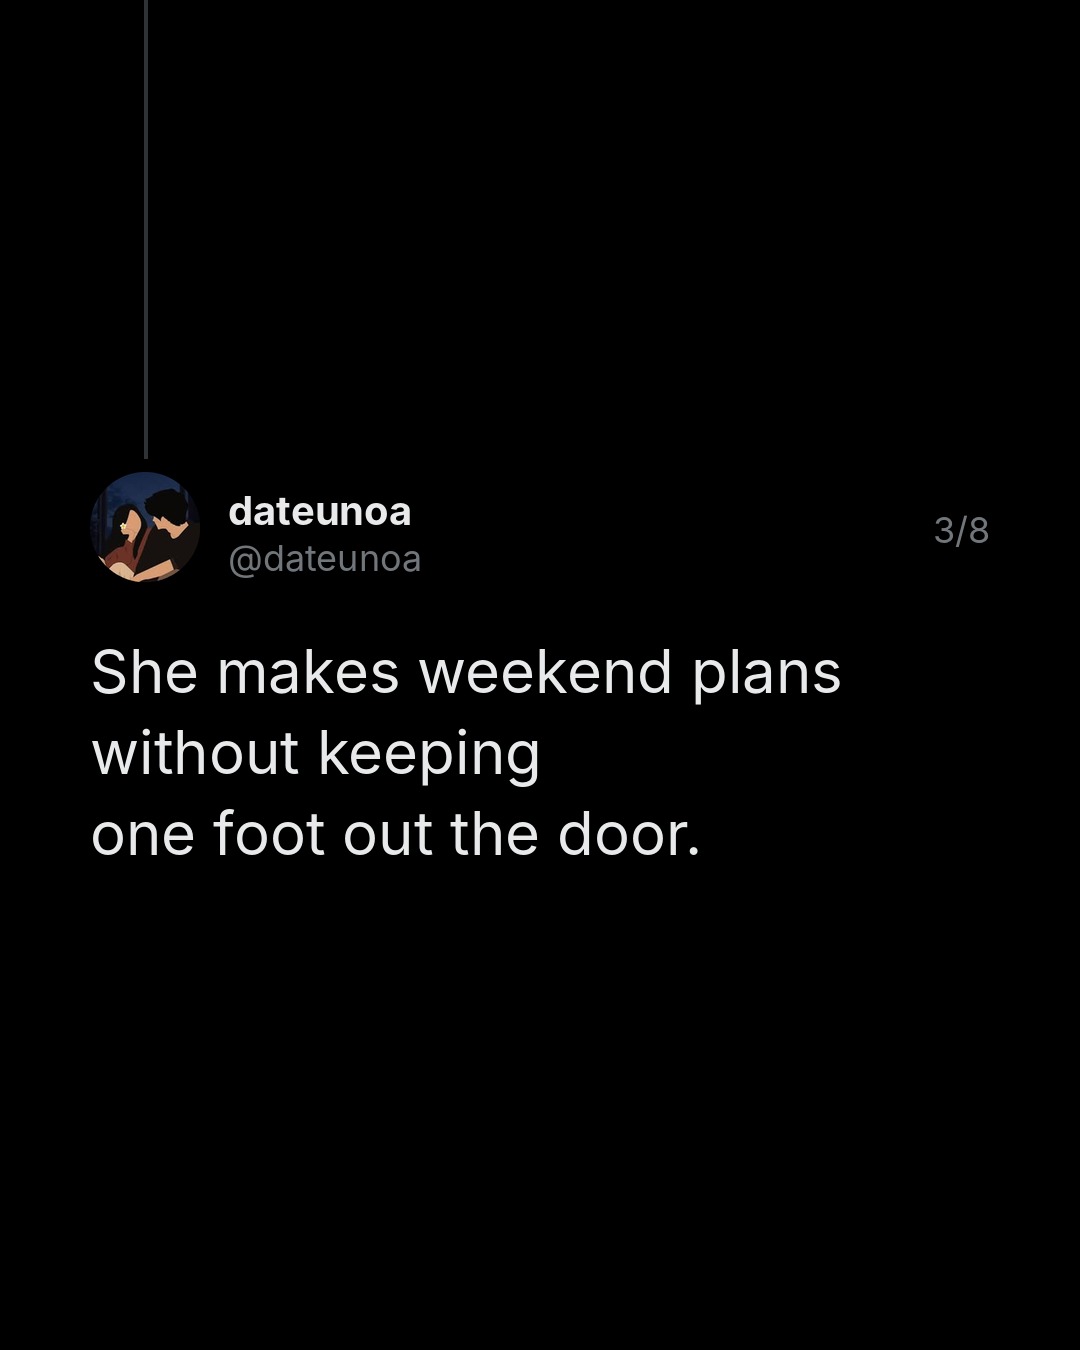 dateunoa
@dateunoa
3/8
She makes weekend plans
without keeping
one foot out the door.